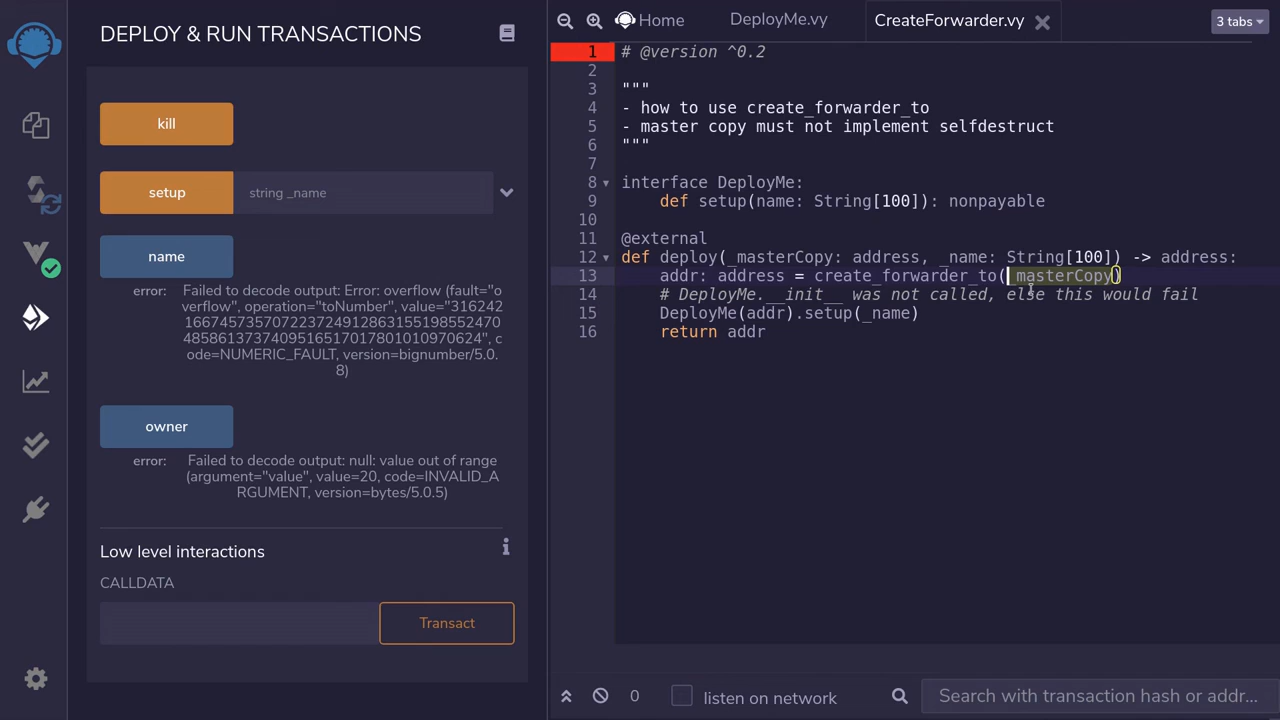 DEPLOY & RUN TRANSACTIONS
kill
setup
string _name
name
error:
Failed to decode output: Error: overflow (fault="o
verflow", operation="toNumber", value="316242
16674573570722372491286315519855 2470
48586137374095165170178010109706 24", c
ode=NUMERIC_FAULT, version=bignumber/5.0.
8)
owner
error:
Failed to decode output: null: value out of range
(argument="value", value=20, code=INVALID_A
RGUMENT, version=bytes/5.0.5)
Low level interactions
CALLDATA
Transact
Home
DeployMe.vy
CreateForwarder.vy
3 tabs
1 # @version ^0.2
2
3 """
4 - how to use create_forwarder_to
5 - master copy must not implement selfdestruct
6 """
7
8 interface DeployMe:
9 def setup(name: String[100]): nonpayable
10
11 @external
12 def deploy(_masterCopy: address, _name: String[100]) -> address:
13 addr: address = create_forwarder_to(_masterCopy)
14 # DeployMe.__init__ was not called, else this would fail
15 DeployMe(addr).setup(_name)
16 return addr
0
listen on network
Search with transaction hash or addr...